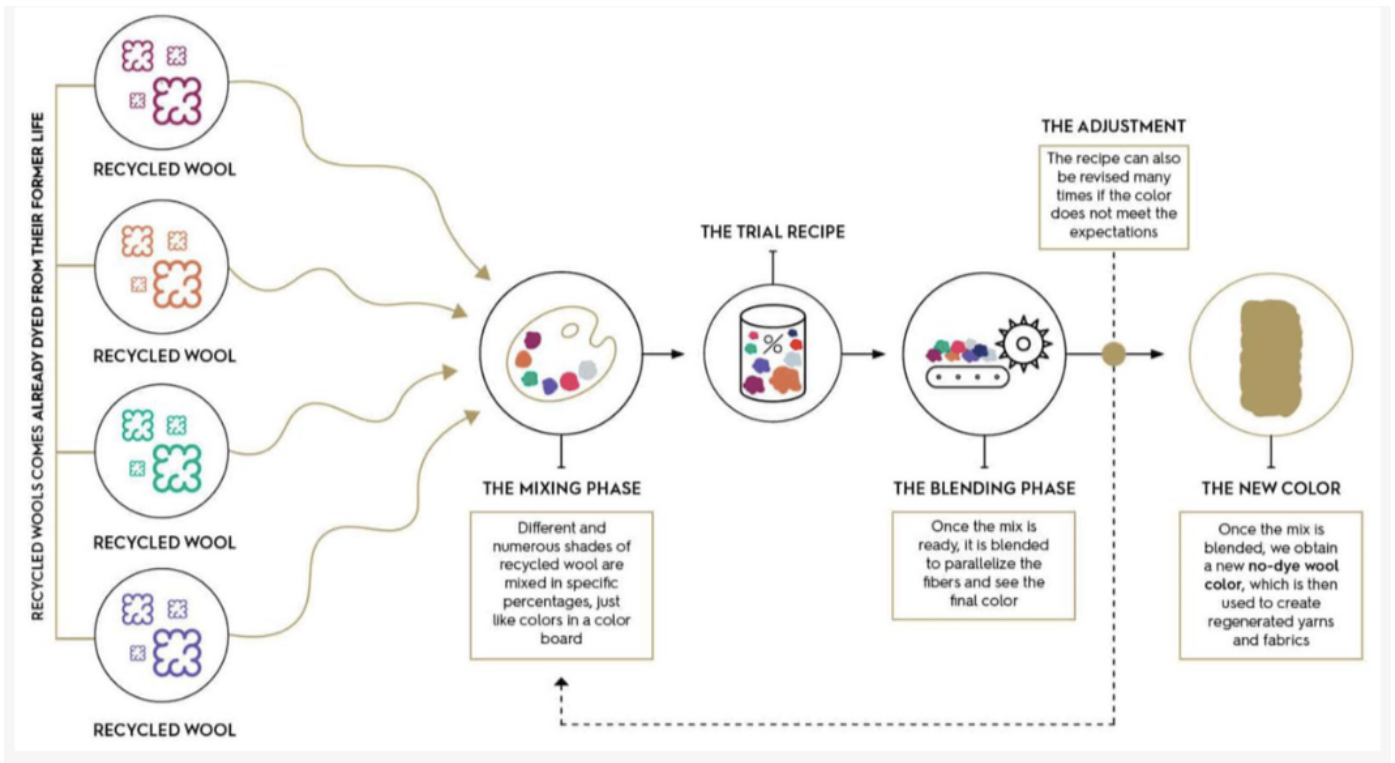 RECYCLED WOOLS COMES ALREADY DYED FROM THEIR FORMER LIFE
RECYCLED WOOL
RECYCLED WOOL
RECYCLED WOOL
RECYCLED WOOL
THE MIXING PHASE
Different and
numerous shades of
recycled wool are
mixed in specific
percentages, just
like colors in a color
board
THE TRIAL RECIPE
%
THE BLENDING PHASE
Once the mix is
ready, it is blended
to parallelize the
fibers and see the
final color
THE ADJUSTMENT
The recipe can also
be revised many
times if the color
does not meet the
expectations
THE NEW COLOR
Once the mix is
blended, we obtain
a new no-dye wool
color, which is then
used to create
regenerated yarns
and fabrics